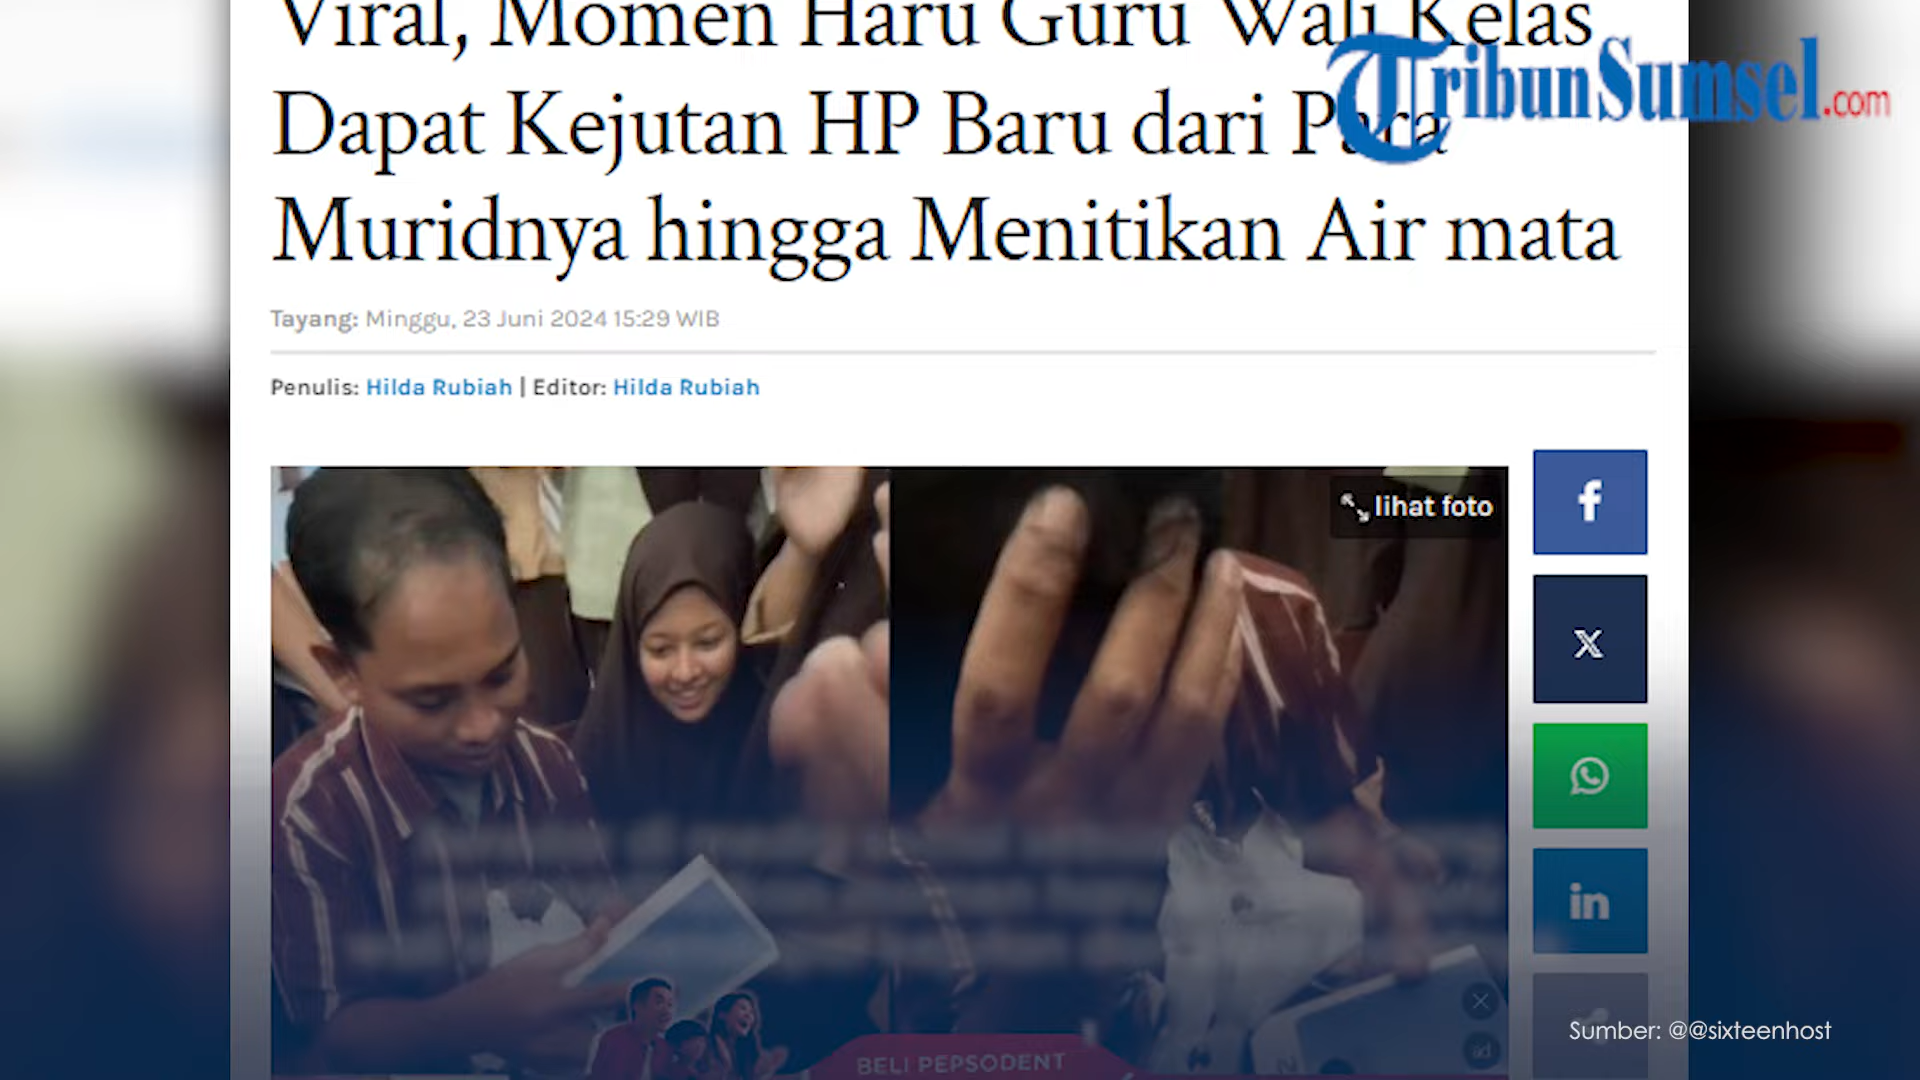 Viral, Momen Haru Guru Wali Kelas
TribunSumsel.com
Dapat Kejutan HP Baru dari Para
Muridnya hingga Menitikan Air mata
Tayang: Minggu, 23 Juni 2024 15:29 WIB
Penulis: Hilda Rubiah | Editor: Hilda Rubiah
lihat foto
f
X
in
Sumber: @@sixteenhost
ad
BELI PEPSODENT